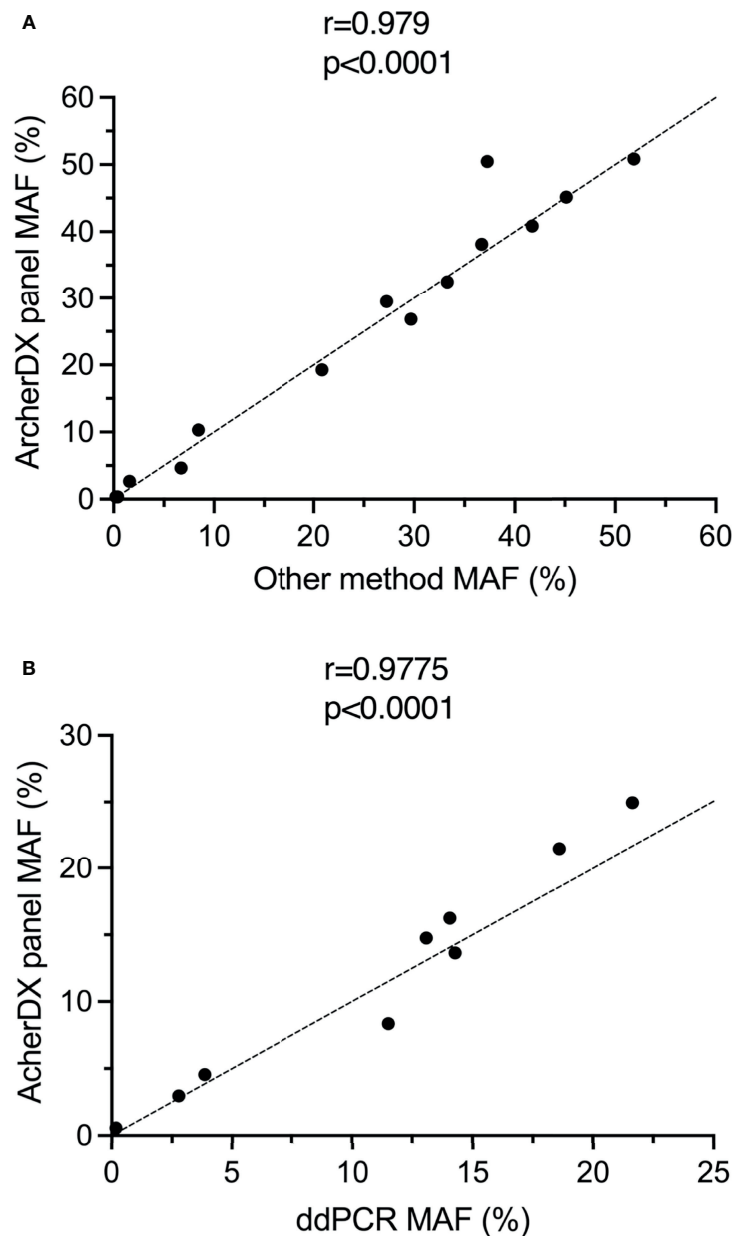 A
r=0.979
p<0.0001
ArcherDX panel MAF (%)
60
50
40
30
20
10
0
0 10 20 30 40 50 60
Other method MAF (%)
B
r=0.9775
p<0.0001
AcherDX panel MAF (%)
30
20
10
0
0 5 10 15 20 25
ddPCR MAF (%)